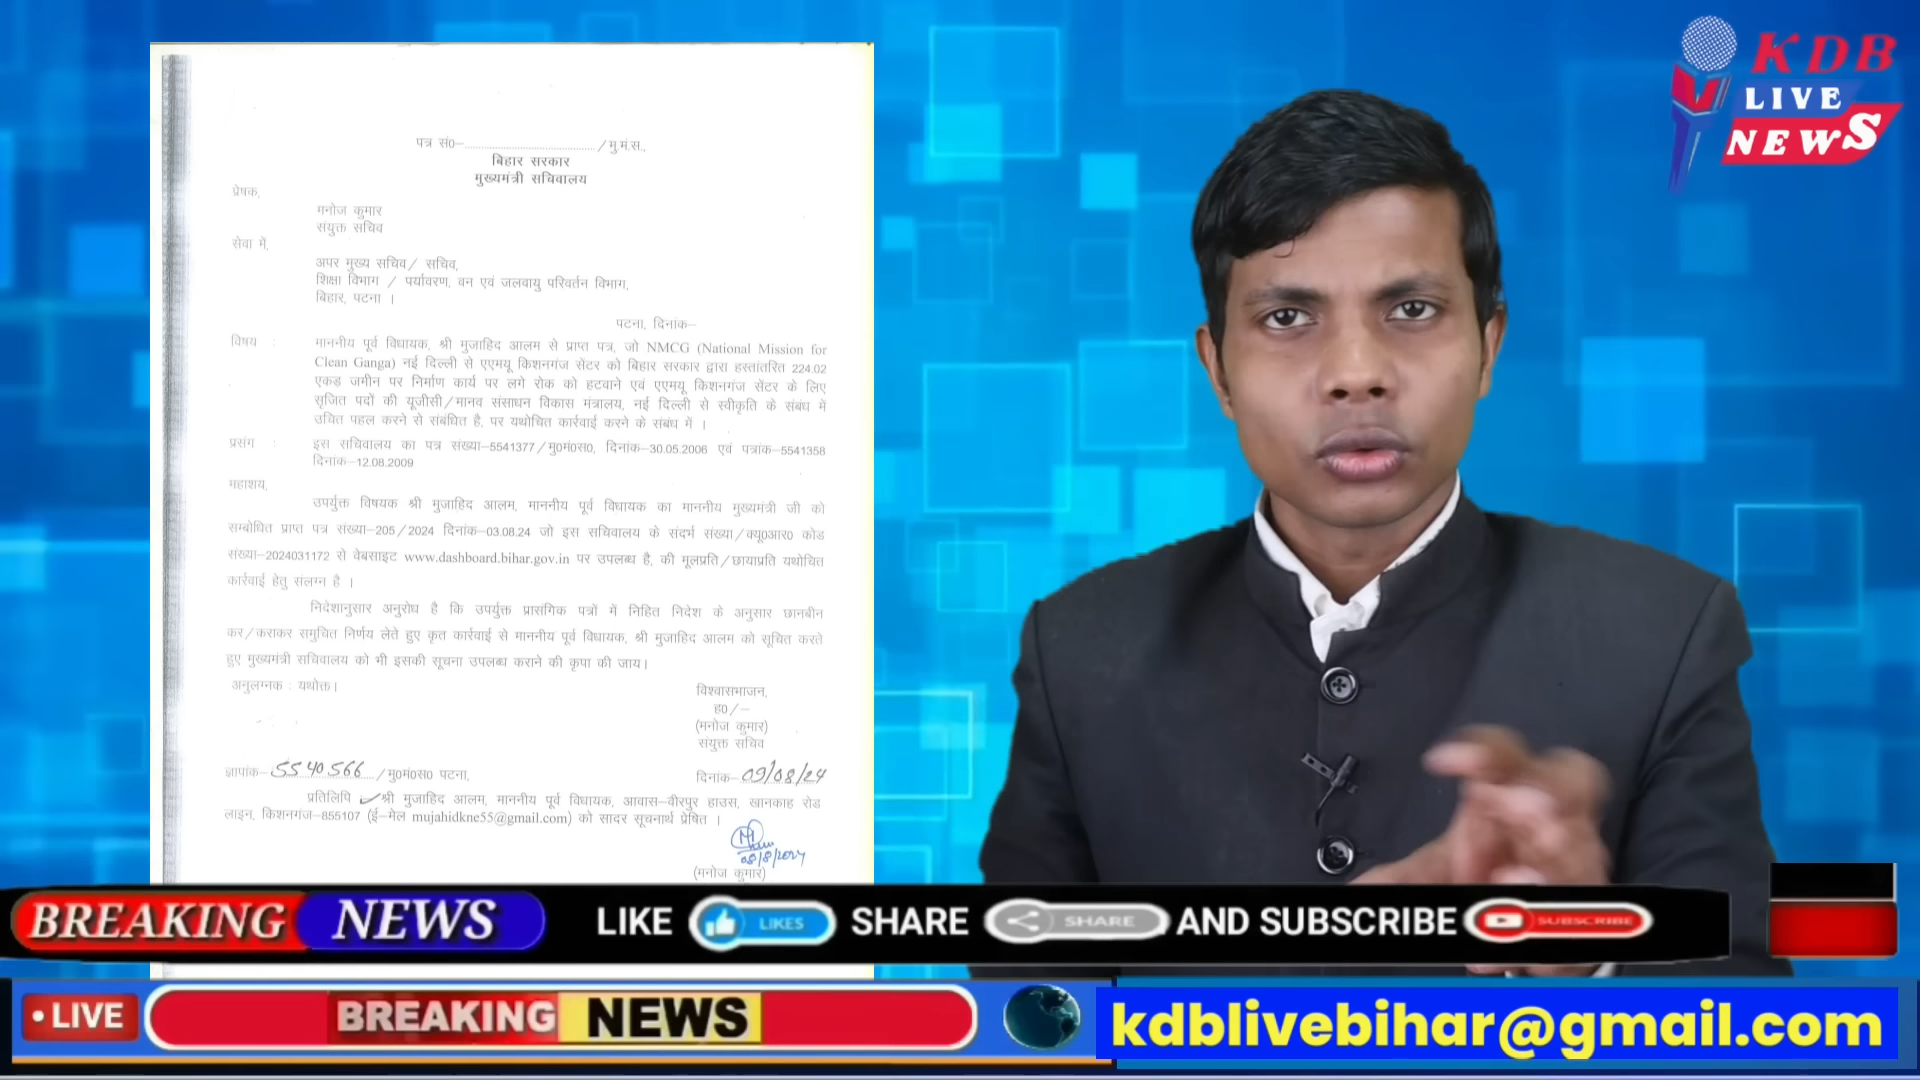 पत्र सं0-................................/मु.मं.स.,
बिहार सरकार
मुख्यमंत्री सचिवालय
प्रेषक,
मनोज कुमार
संयुक्त सचिव
सेवा में,
अपर मुख्य सचिव/ सचिव,
शिक्षा विभाग / पर्यावरण, वन एवं जलवायु परिवर्तन विभाग,
बिहार, पटना ।
पटना, दिनांक-
विषय : माननीय पूर्व विधायक, श्री मुजाहिद आलम से प्राप्त पत्र, जो NMCG (National Mission for
Clean Ganga) नई दिल्ली से एएमयू किशनगंज सेंटर को बिहार सरकार द्वारा हस्तांतरित 224.02
एकड जमीन पर निर्माण कार्य पर लगे रोक को हटवाने एवं एएमयू किशनगंज सेंटर के लिए
सृजित पदों की यूजीसी/मानव संसाधन विकास मंत्रालय, नई दिल्ली से स्वीकृति के संबंध में
उचित पहल करने से संबंधित है, पर यथोचित कार्रवाई करने के संबंध में ।
प्रसंग : इस सचिवालय का पत्र संख्या-5541377/मु0मं0स0, दिनांक-30.05.2006 एवं पत्रांक-5541358
दिनांक-12.08.2009
महाशय,
उपर्युक्त विषयक श्री मुजाहिद आलम, माननीय पूर्व विधायक का माननीय मुख्यमंत्री जी को
सम्बोधित प्राप्त पत्र संख्या-205/2024 दिनांक-03.08.24 जो इस सचिवालय के संदर्भ संख्या/क्यू0आर0 कोड
संख्या-2024031172 से वेबसाइट www.dashboard.bihar.gov.in पर उपलब्ध है, की मूलप्रति/छायाप्रति यथोचित
कार्रवाई हेतु संलग्न है ।
निदेशानुसार अनुरोध है कि उपर्युक्त प्रासंगिक पत्रों में निहित निदेश के अनुसार छानबीन
कर/कराकर समुचित निर्णय लेते हुए कृत कार्रवाई से माननीय पूर्व विधायक, श्री मुजाहिद आलम को सूचित करते
हुए मुख्यमंत्री सचिवालय को भी इसकी सूचना उपलब्ध कराने की कृपा की जाय।
अनुलग्नक : यथोक्त।
विश्वासभाजन,
ह0/-
(मनोज कुमार)
संयुक्त सचिव
ज्ञापांक-5540566/मु0मं0स0 पटना, दिनांक-09/08/24
प्रतिलिपि श्री मुजाहिद आलम, माननीय पूर्व विधायक, आवास-वीरपुर हाउस, खानकाह रोड
लाइन, किशनगंज-855107 (ई-मेल mujahidkne55@gmail.com) को सादर सूचनार्थ प्रेषित ।
08/8/2024
(मनोज कुमार)
KDB
LIVE
NEWS
BREAKING NEWS LIKE LIKES SHARE SHARE AND SUBSCRIBE SUBSCRIBE
• LIVE BREAKING NEWS kdblivebihar@gmail.com